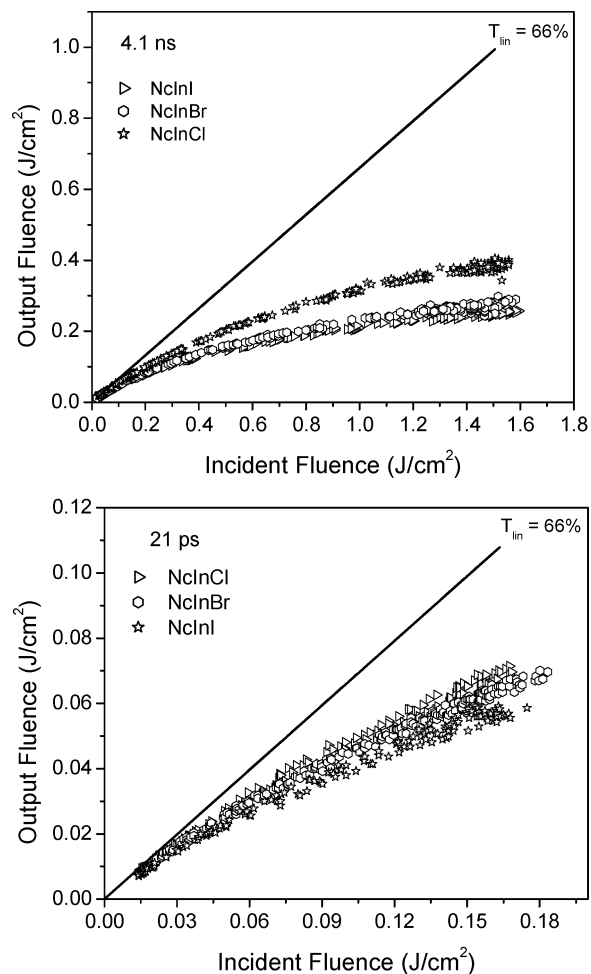 T_lin = 66%
4.1 ns
NcInI
NcInBr
NcInCl
Output Fluence (J/cm²)
1.0
0.8
0.6
0.4
0.2
0.0
0.0 0.2 0.4 0.6 0.8 1.0 1.2 1.4 1.6 1.8
Incident Fluence (J/cm²)
T_lin = 66%
21 ps
NcInCl
NcInBr
NcInI
Output Fluence (J/cm²)
0.12
0.10
0.08
0.06
0.04
0.02
0.00
0.00 0.03 0.06 0.09 0.12 0.15 0.18
Incident Fluence (J/cm²)